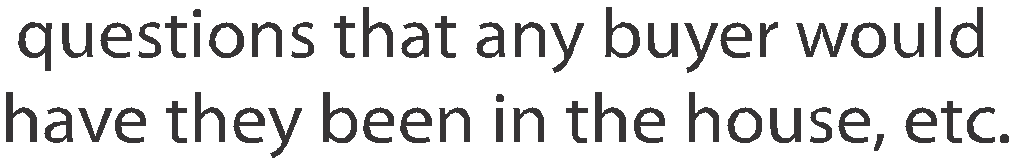 questions that any buyer would
have they been in the house, etc.